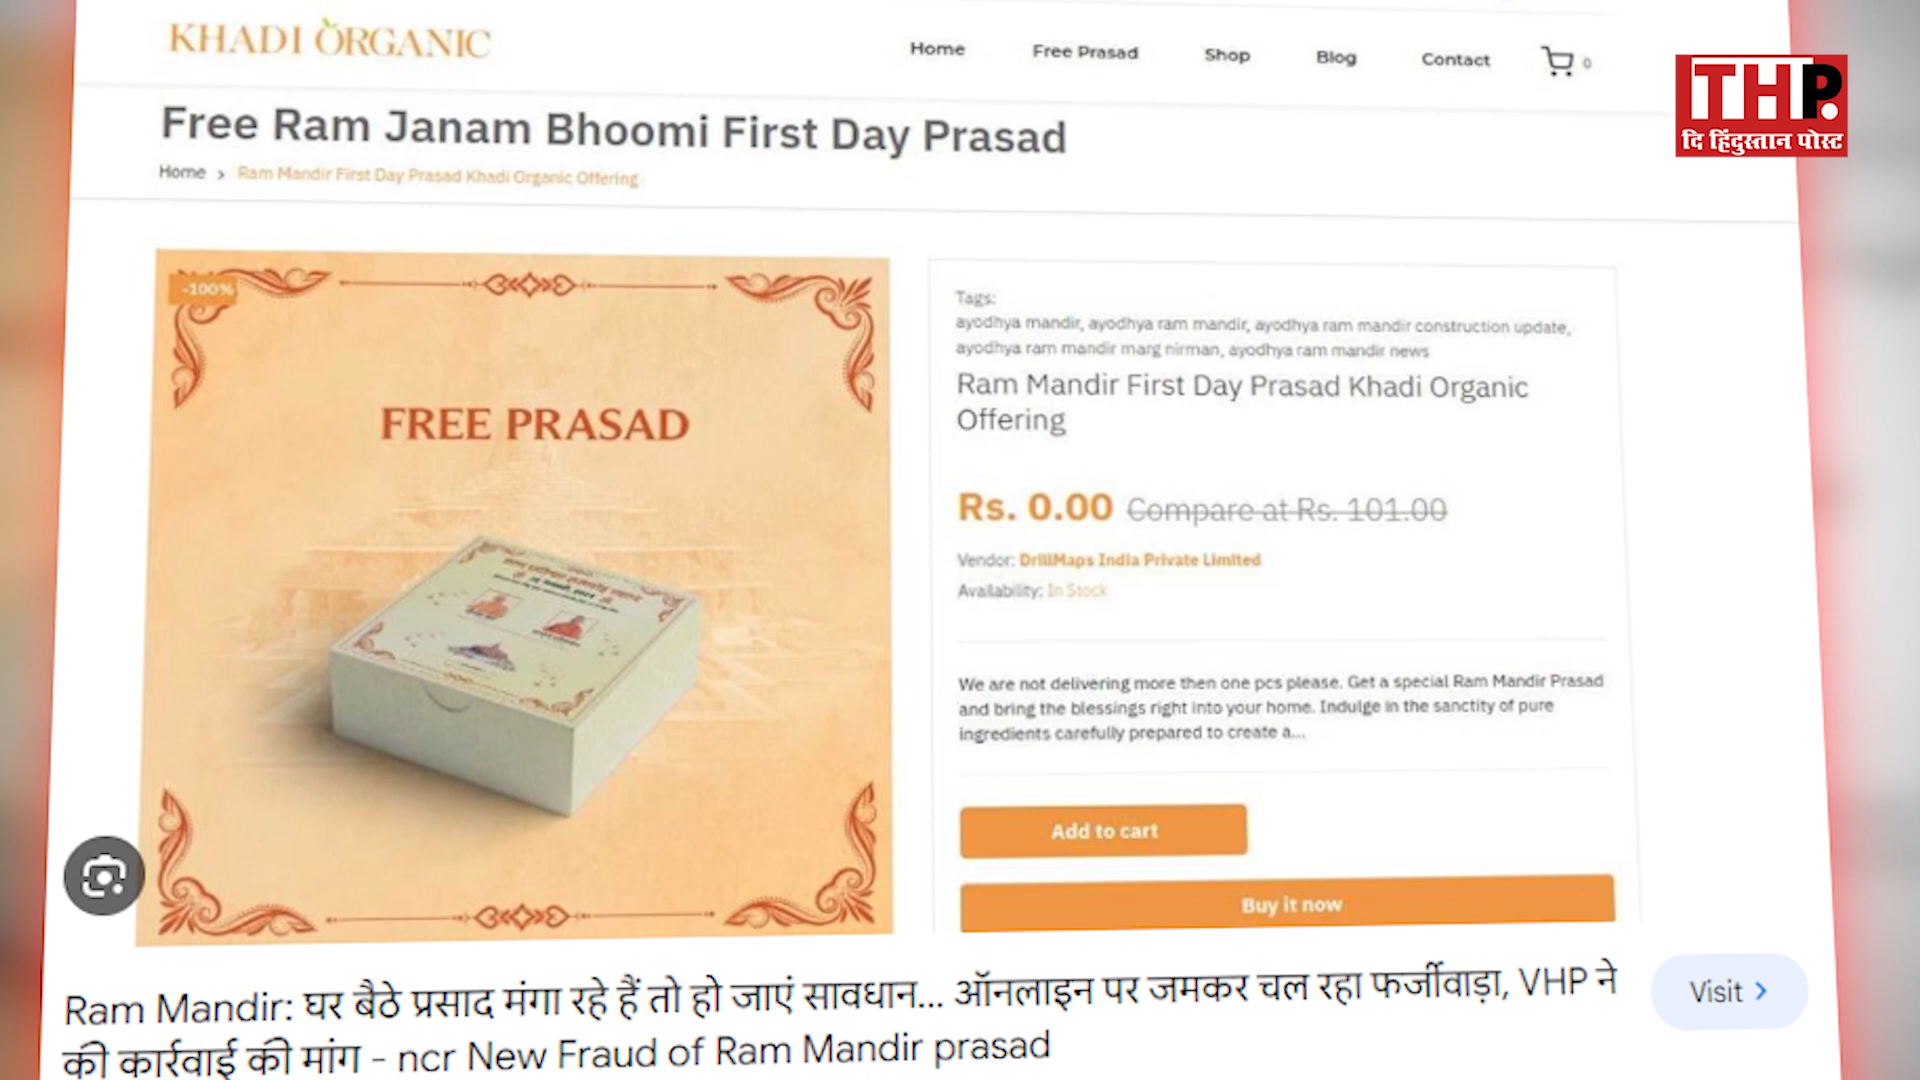 KHADI ORGANIC
Home Free Prasad Shop Blog Contact 0
THP.
दि हिंदुस्तान पोस्ट
Free Ram Janam Bhoomi First Day Prasad
Home > Ram Mandir First Day Prasad Khadi Organic Offering
-100%
FREE PRASAD
Tags:
ayodhya mandir, ayodhya ram mandir, ayodhya ram mandir construction update,
ayodhya ram mandir marg nirman, ayodhya ram mandir news
Ram Mandir First Day Prasad Khadi Organic
Offering
Rs. 0.00 Compare at Rs. 101.00
Vendor: DrillMaps India Private Limited
Availability: In Stock
We are not delivering more then one pcs please. Get a special Ram Mandir Prasad
and bring the blessings right into your home. Indulge in the sanctity of pure
ingredients carefully prepared to create a...
Add to cart
Buy it now
Ram Mandir: घर बैठे प्रसाद मंगा रहे हैं तो हो जाएं सावधान... ऑनलाइन पर जमकर चल रहा फर्जीवाड़ा, VHP ने
की कार्रवाई की मांग - ncr New Fraud of Ram Mandir prasad
Visit >